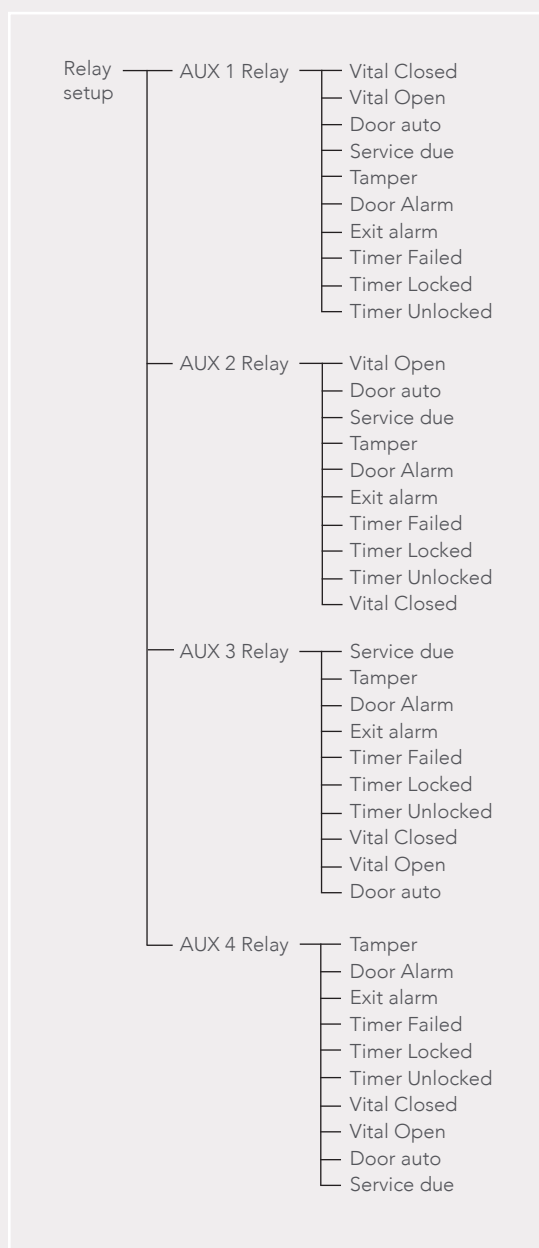 Relay setup
AUX 1 Relay
Vital Closed
Vital Open
Door auto
Service due
Tamper
Door Alarm
Exit alarm
Timer Failed
Timer Locked
Timer Unlocked
AUX 2 Relay
Vital Open
Door auto
Service due
Tamper
Door Alarm
Exit alarm
Timer Failed
Timer Locked
Timer Unlocked
Vital Closed
AUX 3 Relay
Service due
Tamper
Door Alarm
Exit alarm
Timer Failed
Timer Locked
Timer Unlocked
Vital Closed
Vital Open
Door auto
AUX 4 Relay
Tamper
Door Alarm
Exit alarm
Timer Failed
Timer Locked
Timer Unlocked
Vital Closed
Vital Open
Door auto
Service due